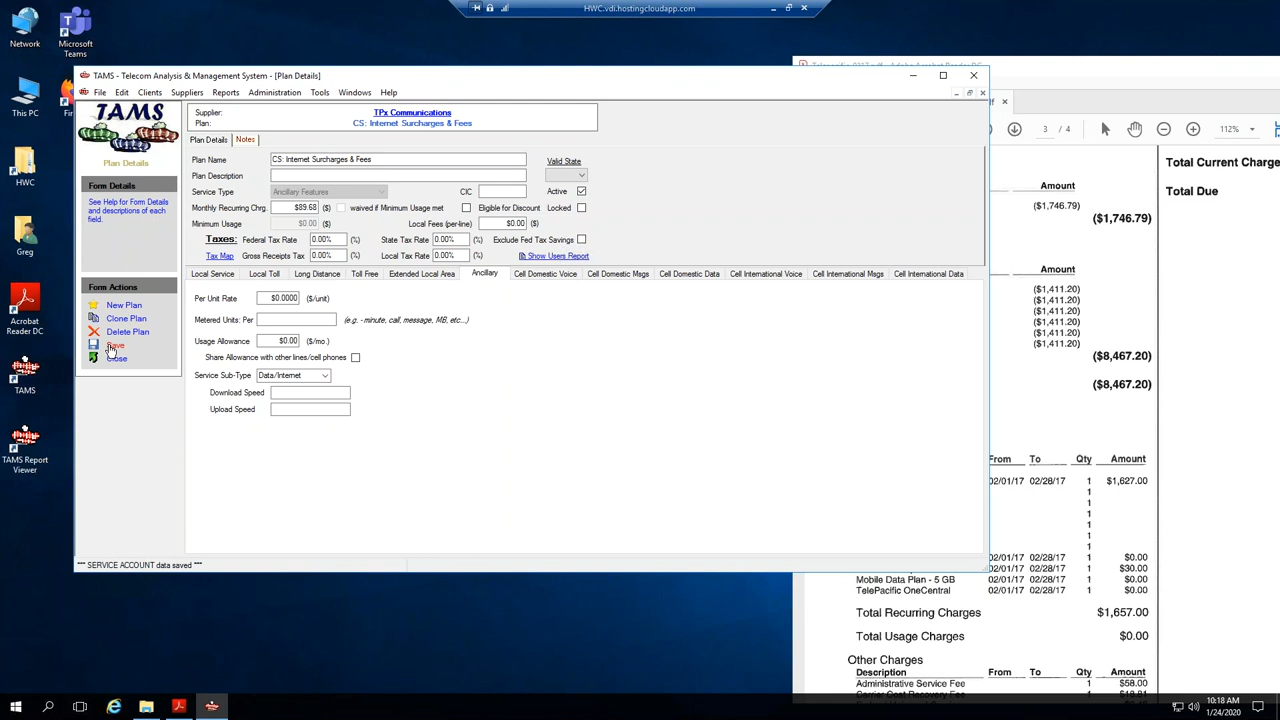 HWC.vdi.hostingcloudapp.com
Network
Microsoft
Teams
This PC
Fir
HWC
Greg
Acrobat
Reader DC
TAMS
TAMS Report
Viewer
TAMS - Telecom Analysis & Management System - [Plan Details]
File Edit Clients Suppliers Reports Administration Tools Windows Help
TAMS
Plan Details
Form Details
See Help for Form Details
and descriptions of each
field.
Form Actions
New Plan
Clone Plan
Delete Plan
Save
Close
Supplier: TPx Communications
Plan: CS: Internet Surcharges & Fees
Plan Details Notes
Plan Name CS: Internet Surcharges & Fees Valid State
Plan Description
Service Type Ancillary Features CIC Active
Monthly Recurring Chrg. $89.68 ($) waived if Minimum Usage met Eligible for Discount Locked
Minimum Usage $0.00 ($) Local Fees (per-line) $0.00 ($)
Taxes: Federal Tax Rate 0.00% (%) State Tax Rate 0.00% (%) Exclude Fed Tax Savings
Tax Map Gross Receipts Tax 0.00% (%) Local Tax Rate 0.00% (%) Show Users Report
Local Service Local Toll Long Distance Toll Free Extended Local Area Ancillary Cell Domestic Voice Cell Domestic Msgs Cell Domestic Data Cell International Voice Cell International Msgs Cell International Data
Per Unit Rate $0.0000 ($/unit)
Metered Units: Per (e.g. - minute, call, message, MB, etc...)
Usage Allowance $0.00 ($/mo.)
Share Allowance with other lines/cell phones
Service Sub-Type Data/Internet
Download Speed
Upload Speed
*** SERVICE ACCOUNT data saved ***
3 / 4 112%
Total Current Charge
Total Due
Amount
($1,746.79)
($1,746.79)
Amount
($1,411.20)
($1,411.20)
($1,411.20)
($1,411.20)
($1,411.20)
($1,411.20)
($8,467.20)
($8,467.20)
From To Qty Amount
02/01/17 02/28/17 1 $1,627.00
1
1
1
1
1
1
02/01/17 02/28/17 1 $0.00
02/01/17 02/28/17 1 $30.00
Mobile Data Plan - 5 GB 02/01/17 02/28/17 1 $0.00
TelePacific OneCentral 02/01/17 02/28/17 1 $0.00
Total Recurring Charges $1,657.00
Total Usage Charges $0.00
Other Charges
Description From To Qty Amount
Administrative Service Fee $58.00
Carrier Cost Recovery Fee
10:18 AM
1/24/2020